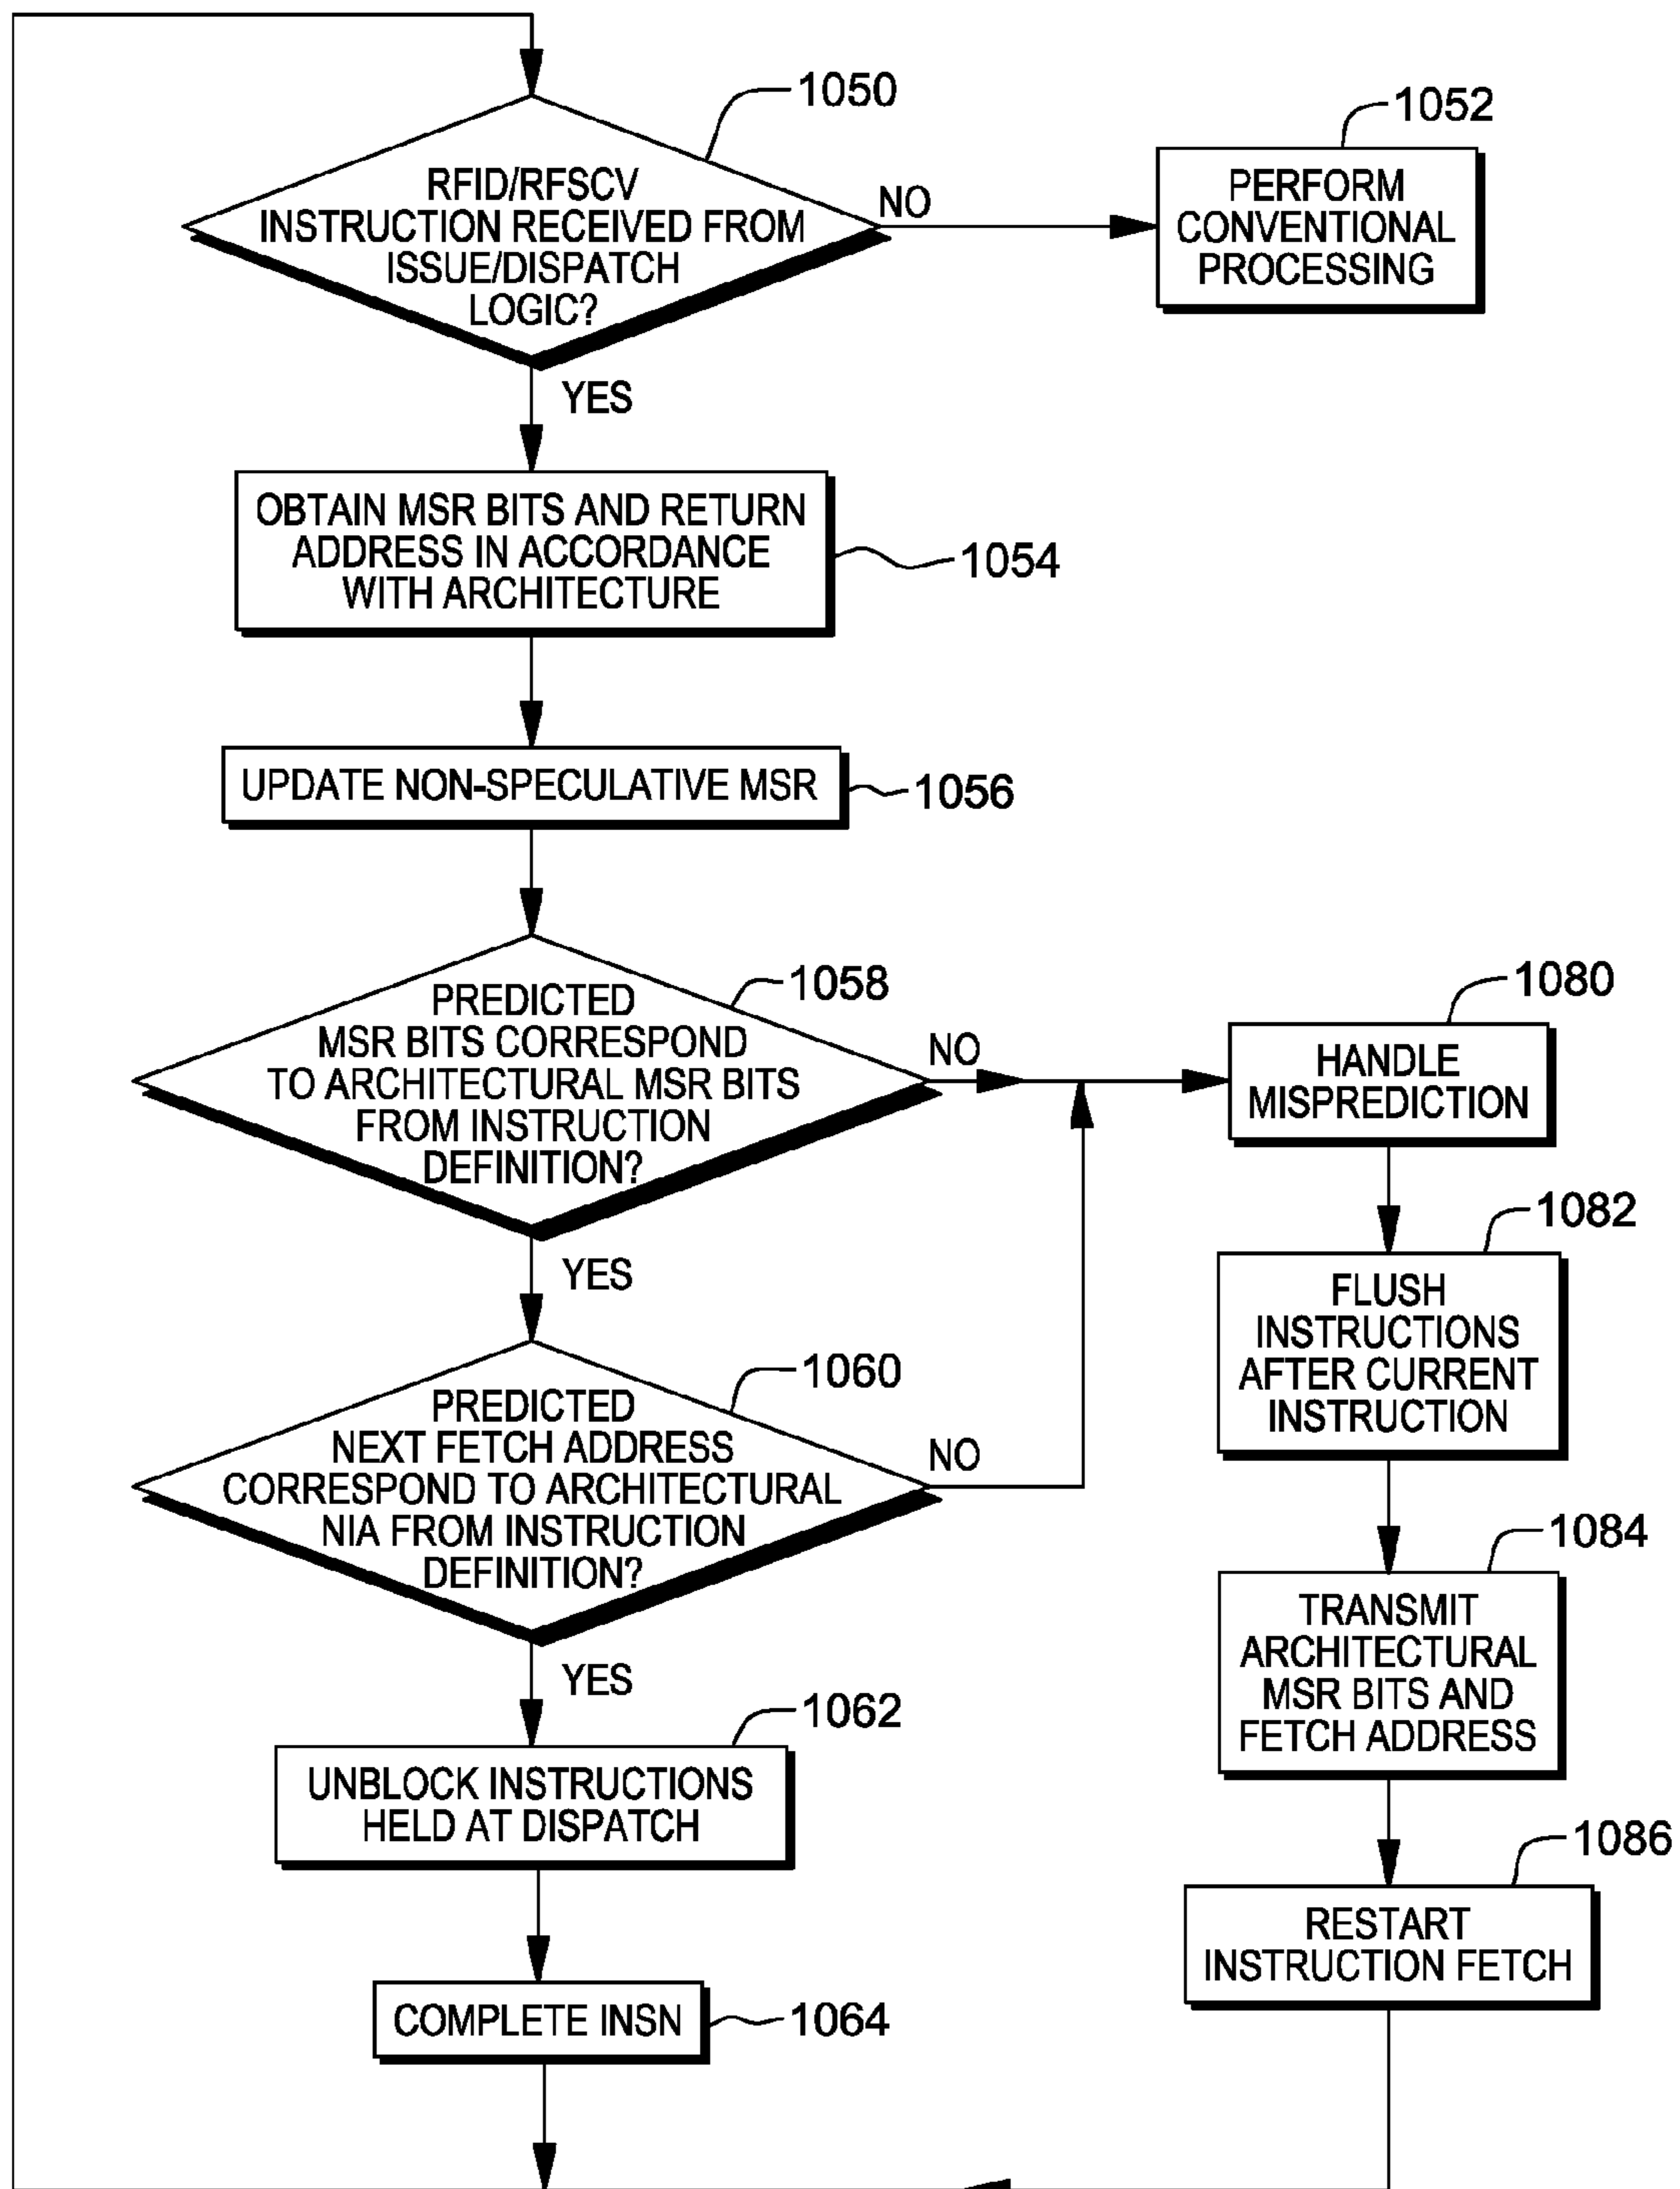 1050
RFID/RFSCV
INSTRUCTION RECEIVED FROM
ISSUE/DISPATCH
LOGIC?
NO
1052
PERFORM
CONVENTIONAL
PROCESSING
YES
OBTAIN MSR BITS AND RETURN
ADDRESS IN ACCORDANCE
WITH ARCHITECTURE
1054
UPDATE NON-SPECULATIVE MSR
1056
1058
PREDICTED
MSR BITS CORRESPOND
TO ARCHITECTURAL MSR BITS
FROM INSTRUCTION
DEFINITION?
NO
YES
1060
PREDICTED
NEXT FETCH ADDRESS
CORRESPOND TO ARCHITECTURAL
NIA FROM INSTRUCTION
DEFINITION?
NO
YES
1062
UNBLOCK INSTRUCTIONS
HELD AT DISPATCH
COMPLETE INSN
1064
1080
HANDLE
MISPREDICTION
1082
FLUSH
INSTRUCTIONS
AFTER CURRENT
INSTRUCTION
1084
TRANSMIT
ARCHITECTURAL
MSR BITS AND
FETCH ADDRESS
1086
RESTART
INSTRUCTION FETCH